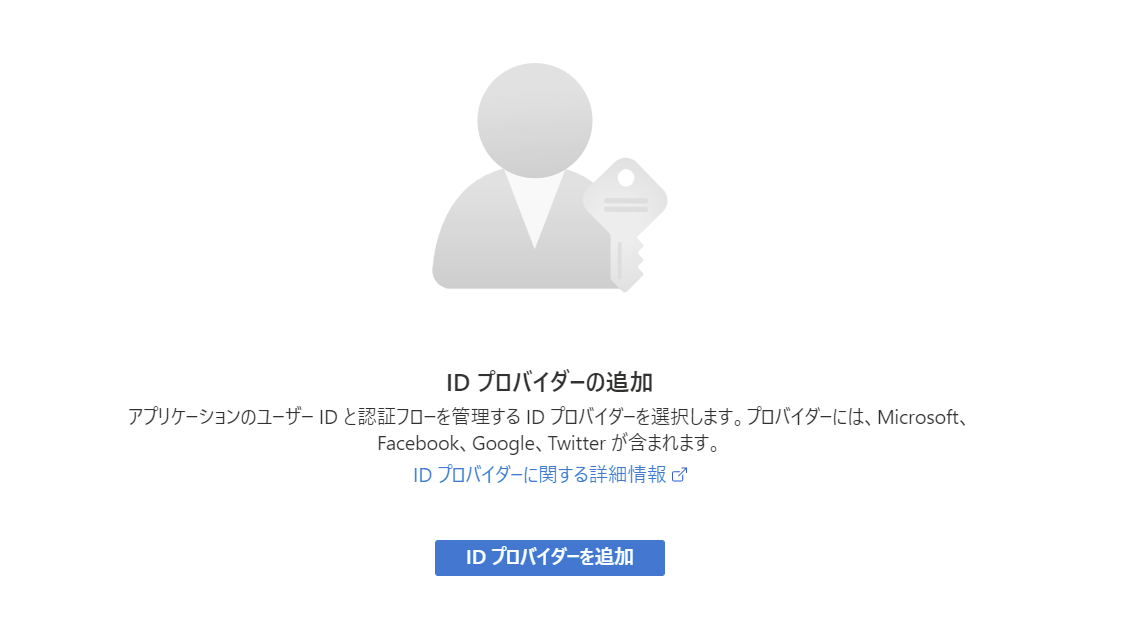 ID プロバイダーの追加
アプリケーションのユーザー ID と認証フローを管理する ID プロバイダーを選択します。プロバイダーには、Microsoft、
Facebook、Google、Twitter が含まれます。
ID プロバイダーに関する詳細情報
ID プロバイダーを追加